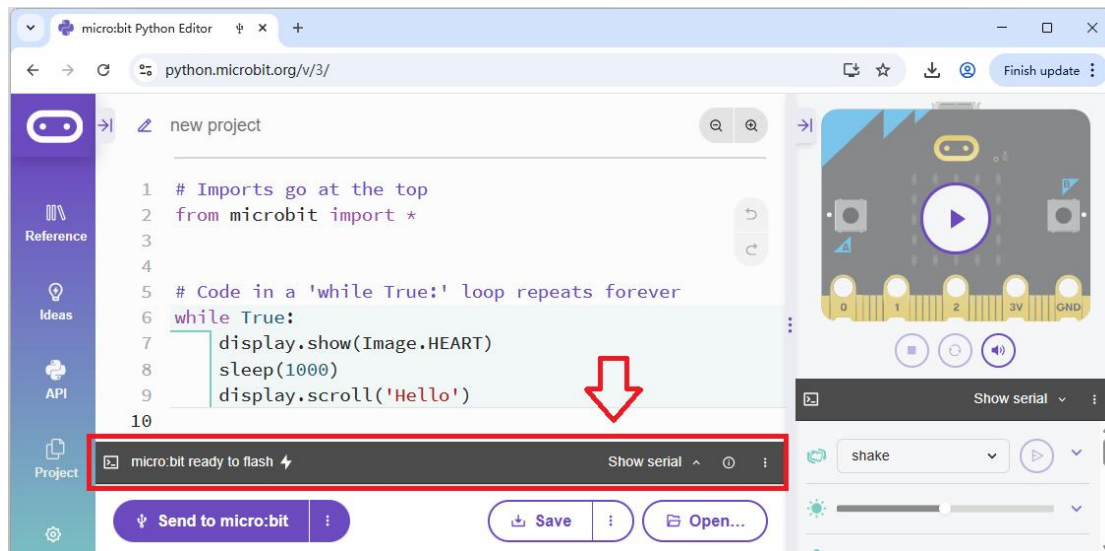 micro:bit Python Editor
python.microbit.org/v/3/
Finish update
new project
1 # Imports go at the top
2 from microbit import *
3
4
5 # Code in a 'while True:' loop repeats forever
6 while True:
7 display.show(Image.HEART)
8 sleep(1000)
9 display.scroll('Hello')
10
Reference
Ideas
API
Project
micro:bit ready to flash
Show serial
Send to micro:bit
Save
Open...
A
B
0 1 2 3V GND
Show serial
shake